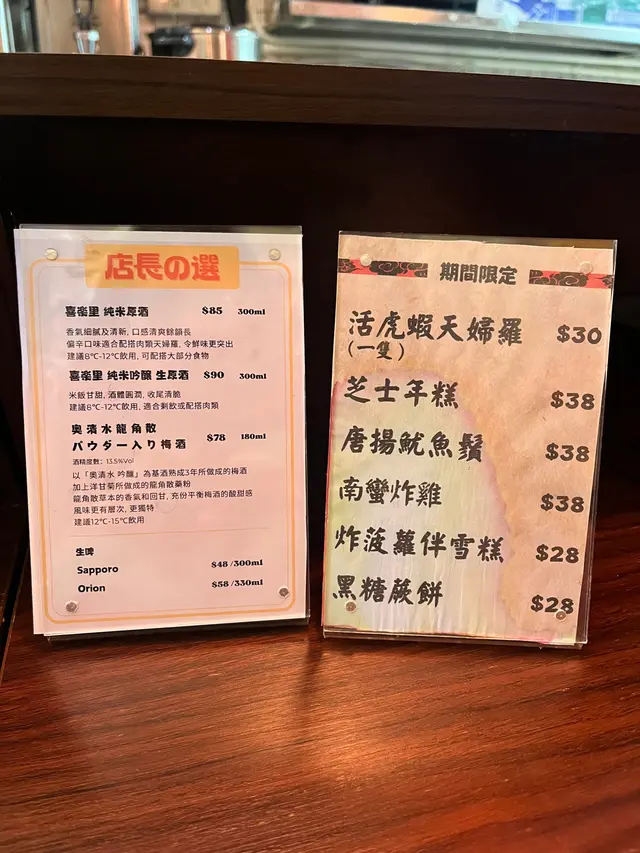 店長の選
喜楽里 純米原酒 $85 300ml
香氣細膩及清新, 口感清爽餘韻長
偏辛口味適合配搭肉類天婦羅, 令鮮味更突出
建議8°C-12°C飲用, 可配搭大部分食物
喜楽里 純米吟醸 生原酒 $90 300ml
米飯甘甜, 酒體圓潤, 收尾清脆
建議8°C-12°C飲用, 適合剩飲或配搭肉類
奥清水龍角散
パウダー入り梅酒 $78 180ml
酒精度數：13.5%Vol
以「奧清水 吟釀」為基酒熟成3年所做成的梅酒
加上洋甘菊所做成的龍角散藥粉
龍角散草本的香氣和回甘, 充份平衡梅酒的酸甜感
風味更有層次, 更獨特
建議12°C-15°C飲用
生啤
Sapporo $48 /300ml
Orion $58 /330ml
期間限定
活虎蝦天婦羅 $30
(一隻)
芝士年糕 $38
唐揚魷魚鬚 $38
南蠻炸雞 $38
炸菠蘿伴雪糕 $28
黑糖蕨餅 $28